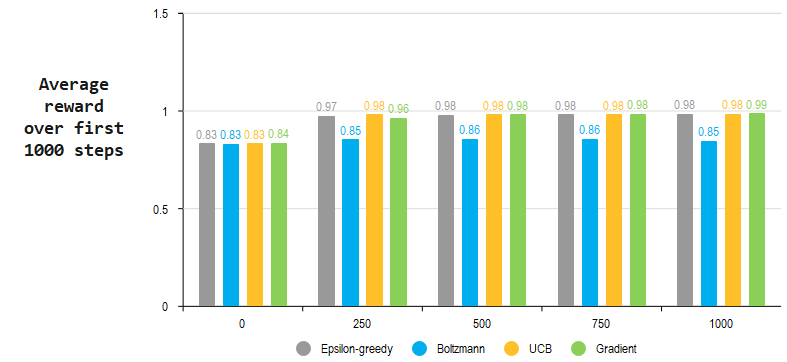 1.5
Average
reward
over first
1000 steps
1
0.5
0
0.83 0.83 0.83 0.84
0.97 0.85 0.98 0.96
0.98 0.86 0.98 0.98
0.98 0.86 0.98 0.98
0.98 0.85 0.98 0.99
0 250 500 750 1000
Epsilon-greedy Boltzmann UCB Gradient